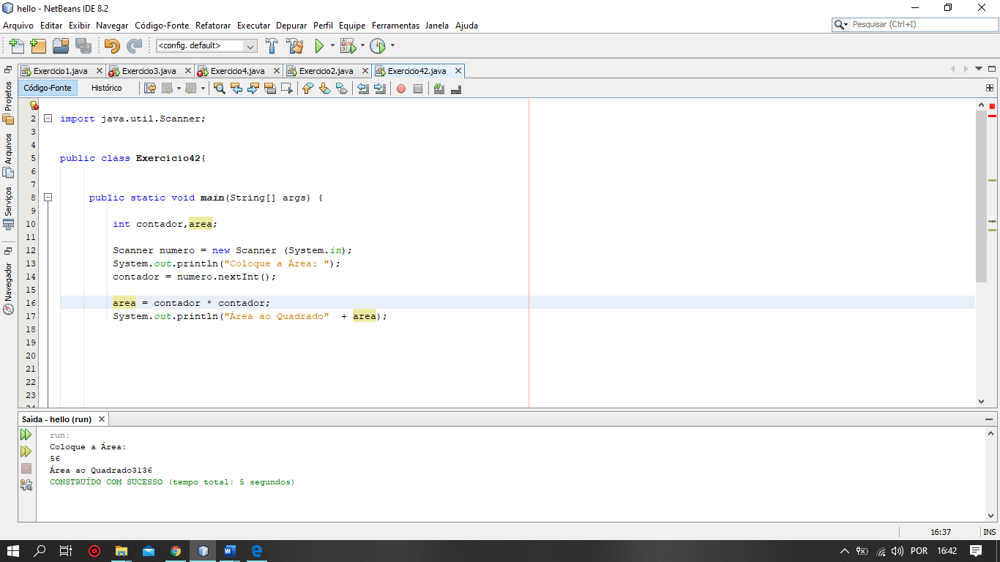 hello - NetBeans IDE 8.2
Arquivo Editar Exibir Navegar Código-Fonte Refatorar Executar Depurar Perfil Equipe Ferramentas Janela Ajuda
Pesquisar (Ctrl+I)
<config. default>
Exercicio1.java Exercicio3.java Exercicio4.java Exercicio2.java Exercicio42.java
Código-Fonte Histórico
Projetos
Arquivos
Serviços
Navegador
2 import java.util.Scanner;
3
4
5 public class Exercicio42{
6
7
8 public static void main(String[] args) {
9
10 int contador,area;
11
12 Scanner numero = new Scanner (System.in);
13 System.out.println("Coloque a Área: ");
14 contador = numero.nextInt();
15
16 area = contador * contador;
17 System.out.println("Área ao Quadrado"  + area);
18
19
20
21
22
23
24
Saída - hello (run)
run:
Coloque a Área:
56
Área ao Quadrado3136
CONSTRUÍDO COM SUCESSO (tempo total: 5 segundos)
16:37 INS
POR 16:42